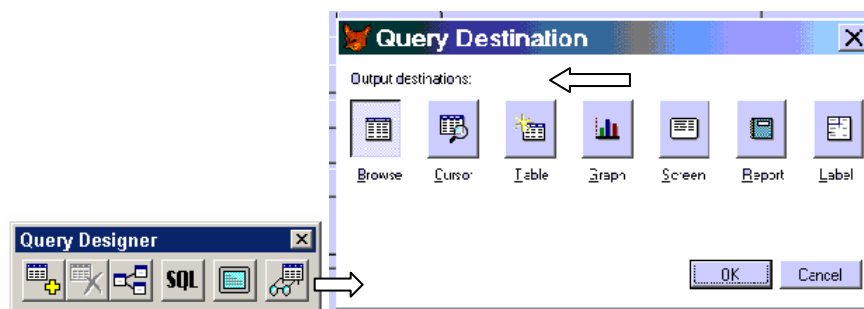 Query Destination
Output destinations:
Browse Cursor Table Graph Screen Report Label
Query Designer
SQL
OK Cancel